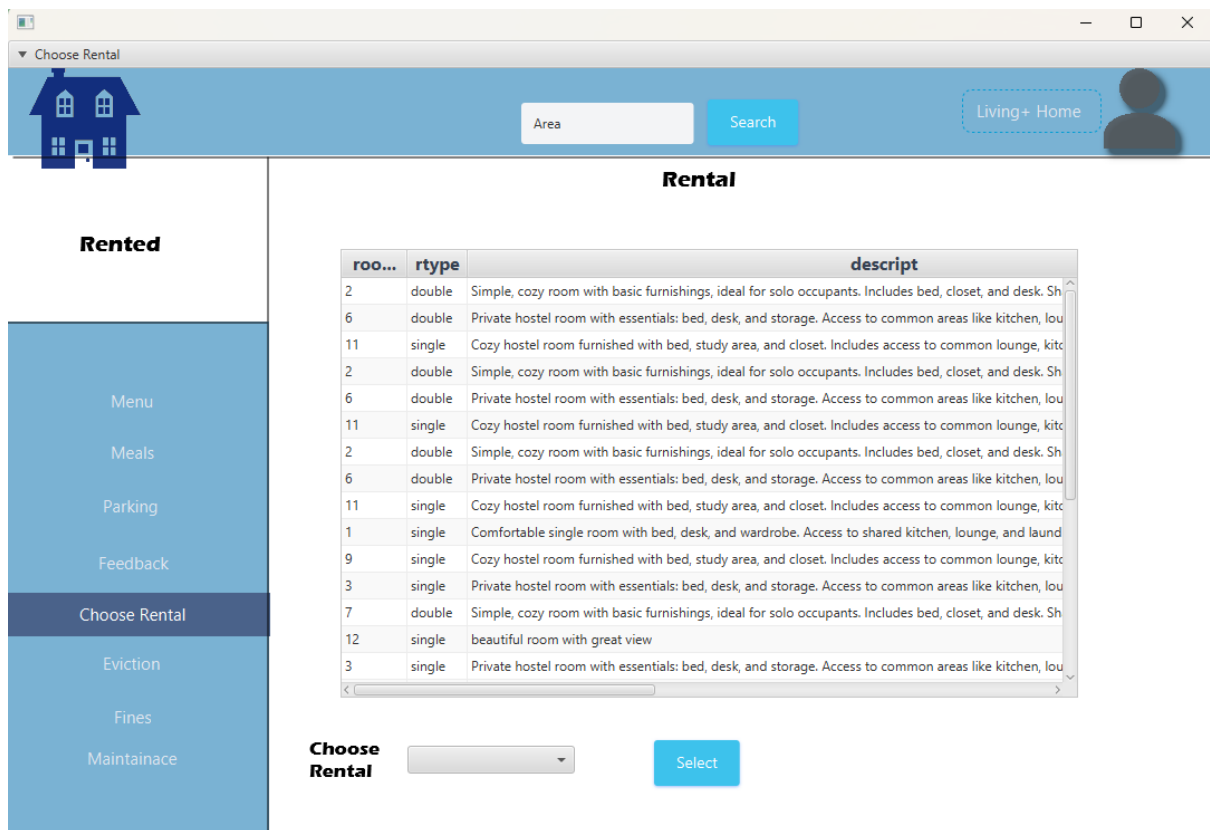 Choose Rental
Area
Search
Living+ Home
Rented
Menu
Meals
Parking
Feedback
Choose Rental
Eviction
Fines
Maintainace
Rental
roo... rtype descript
2 double Simple, cozy room with basic furnishings, ideal for solo occupants. Includes bed, closet, and desk. Sh
6 double Private hostel room with essentials: bed, desk, and storage. Access to common areas like kitchen, lou
11 single Cozy hostel room furnished with bed, study area, and closet. Includes access to common lounge, kitc
2 double Simple, cozy room with basic furnishings, ideal for solo occupants. Includes bed, closet, and desk. Sh
6 double Private hostel room with essentials: bed, desk, and storage. Access to common areas like kitchen, lou
11 single Cozy hostel room furnished with bed, study area, and closet. Includes access to common lounge, kitc
2 double Simple, cozy room with basic furnishings, ideal for solo occupants. Includes bed, closet, and desk. Sh
6 double Private hostel room with essentials: bed, desk, and storage. Access to common areas like kitchen, lou
11 single Cozy hostel room furnished with bed, study area, and closet. Includes access to common lounge, kitc
1 single Comfortable single room with bed, desk, and wardrobe. Access to shared kitchen, lounge, and laund
9 single Cozy hostel room furnished with bed, study area, and closet. Includes access to common lounge, kitc
3 single Private hostel room with essentials: bed, desk, and storage. Access to common areas like kitchen, lou
7 double Simple, cozy room with basic furnishings, ideal for solo occupants. Includes bed, closet, and desk. Sh
12 single beautiful room with great view
3 single Private hostel room with essentials: bed, desk, and storage. Access to common areas like kitchen, lou
Choose
Rental
Select